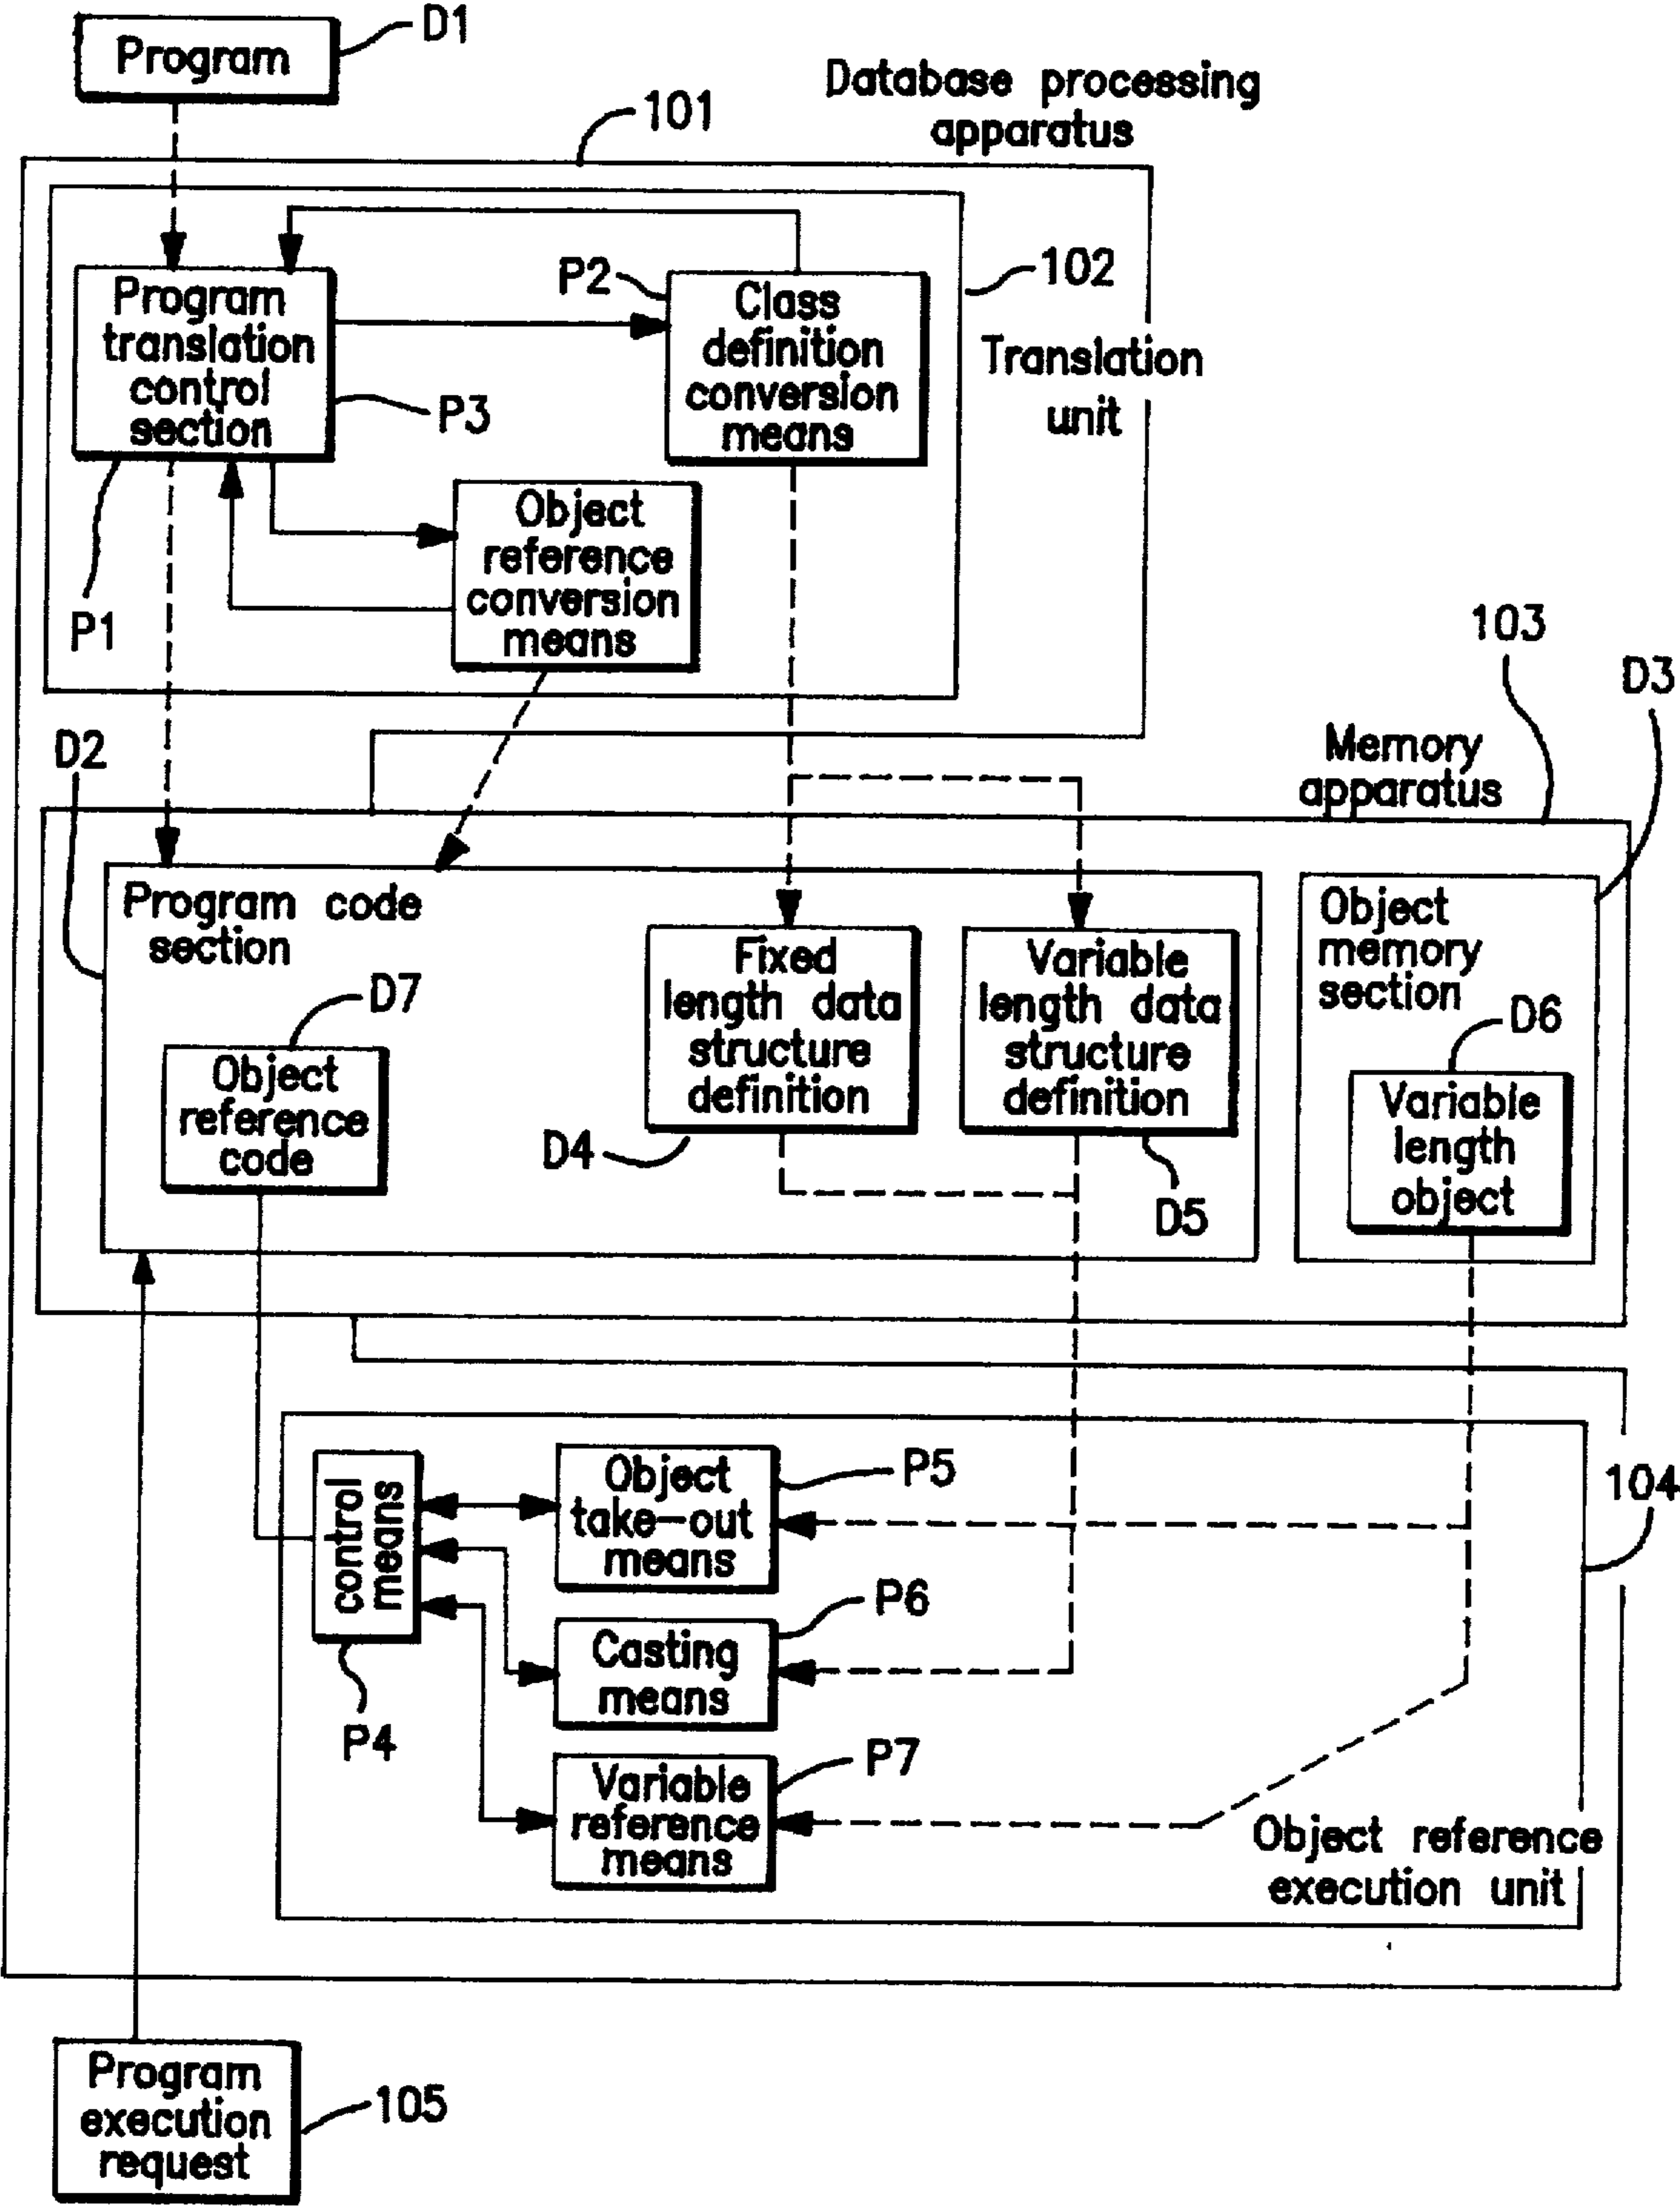 Program
D1
Database processing
apparatus
101
Program
translation
control
section
P2
Class
definition
conversion
means
102
Translation
unit
P3
Object
reference
conversion
means
P1
103
D3
D2
Memory
apparatus
Program code
section
Fixed
length data
structure
definition
Variable
length data
structure
definition
Object
memory
section
D7
Object
reference
code
D4
D5
D6
Variable
length
object
control
means
Object
take-out
means
P5
104
P6
Casting
means
P4
P7
Variable
reference
means
Object reference
execution unit
Program
execution
request
105